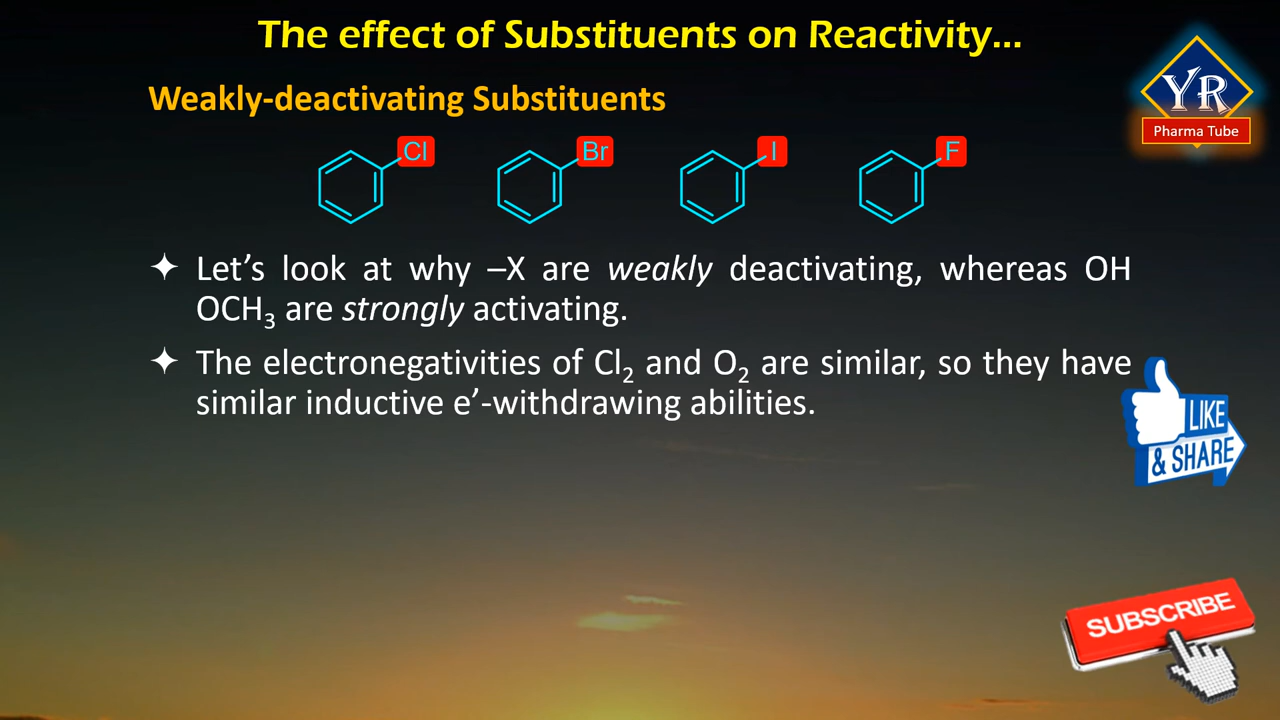 The effect of Substituents on Reactivity...
YR
Pharma Tube
Weakly-deactivating Substituents
Cl Br I F
✦ Let's look at why –X are weakly deactivating, whereas OH
OCH₃ are strongly activating.
✦ The electronegativities of Cl₂ and O₂ are similar, so they have
similar inductive e’-withdrawing abilities.
LIKE
& SHARE
SUBSCRIBE